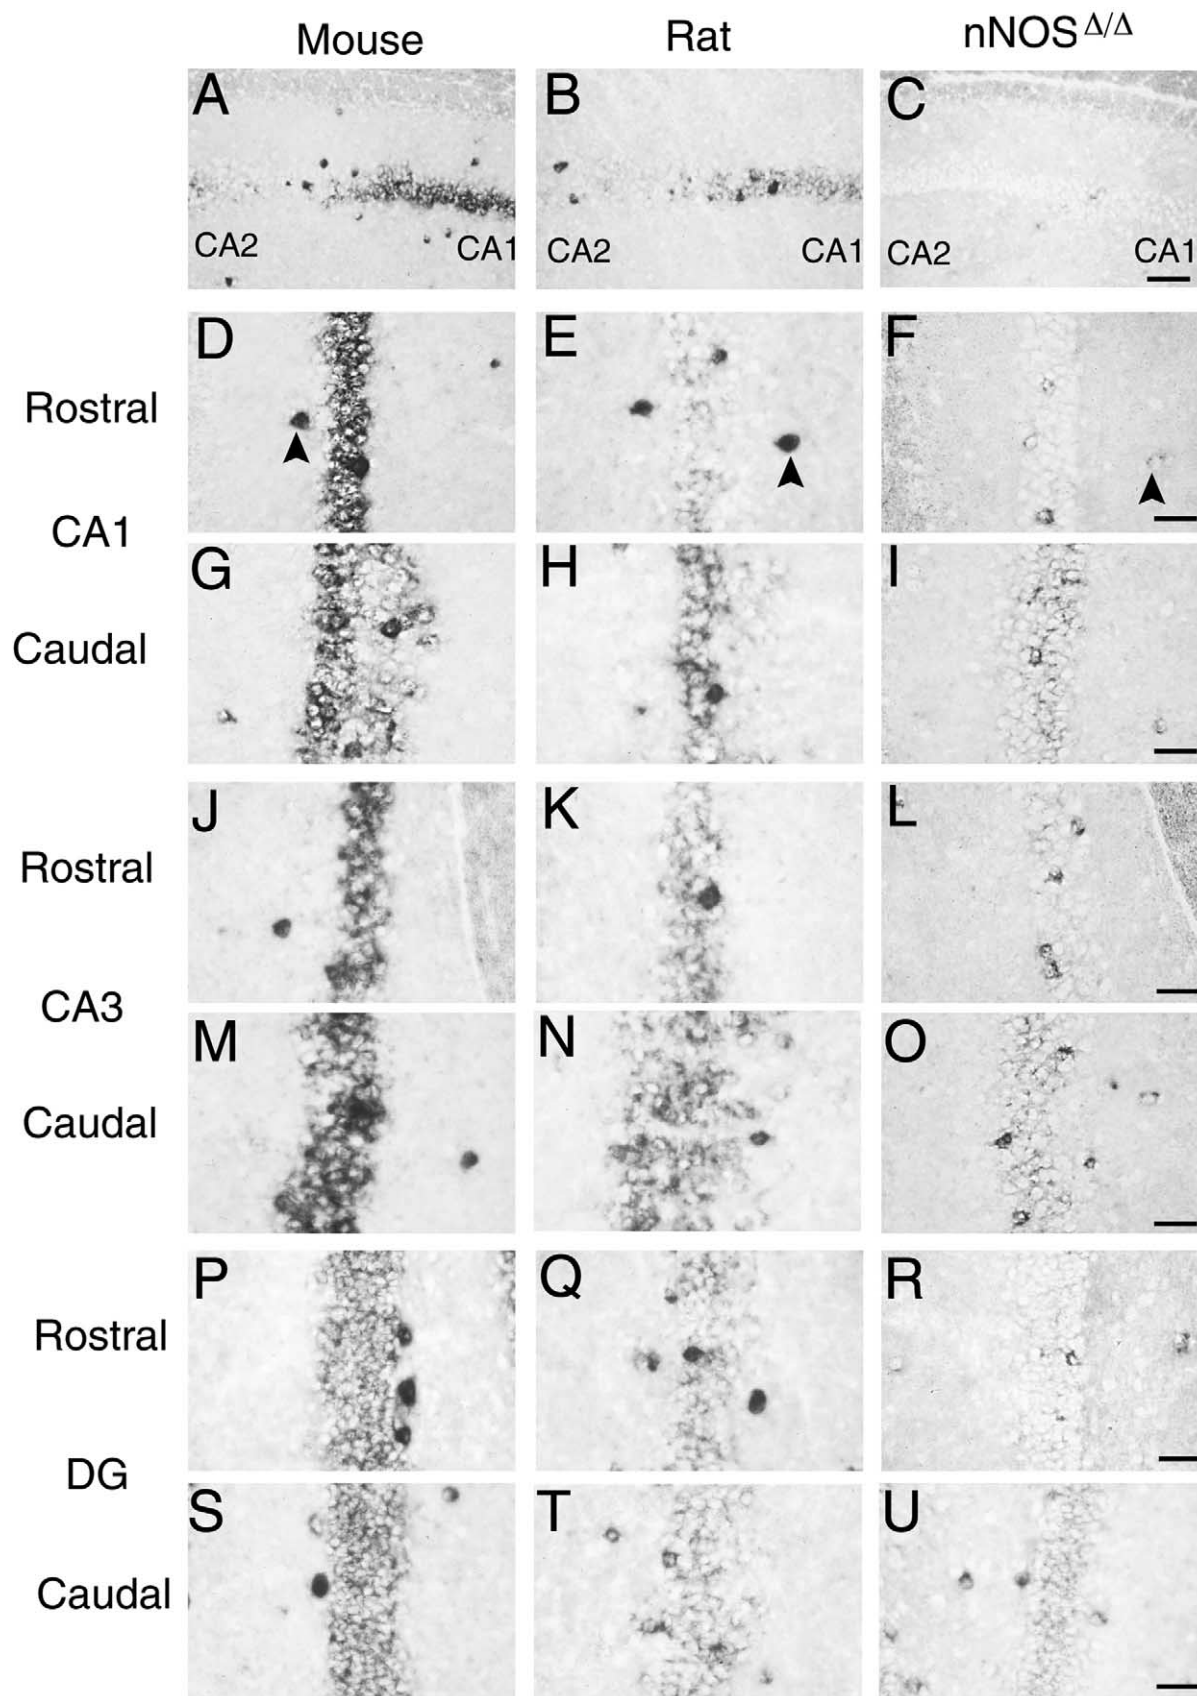 Mouse Rat nNOS Δ/Δ
A B C
CA2 CA1 CA2 CA1 CA2 CA1
D E F
Rostral
CA1
G H I
Caudal
J K L
Rostral
CA3
M N O
Caudal
P Q R
Rostral
DG
S T U
Caudal